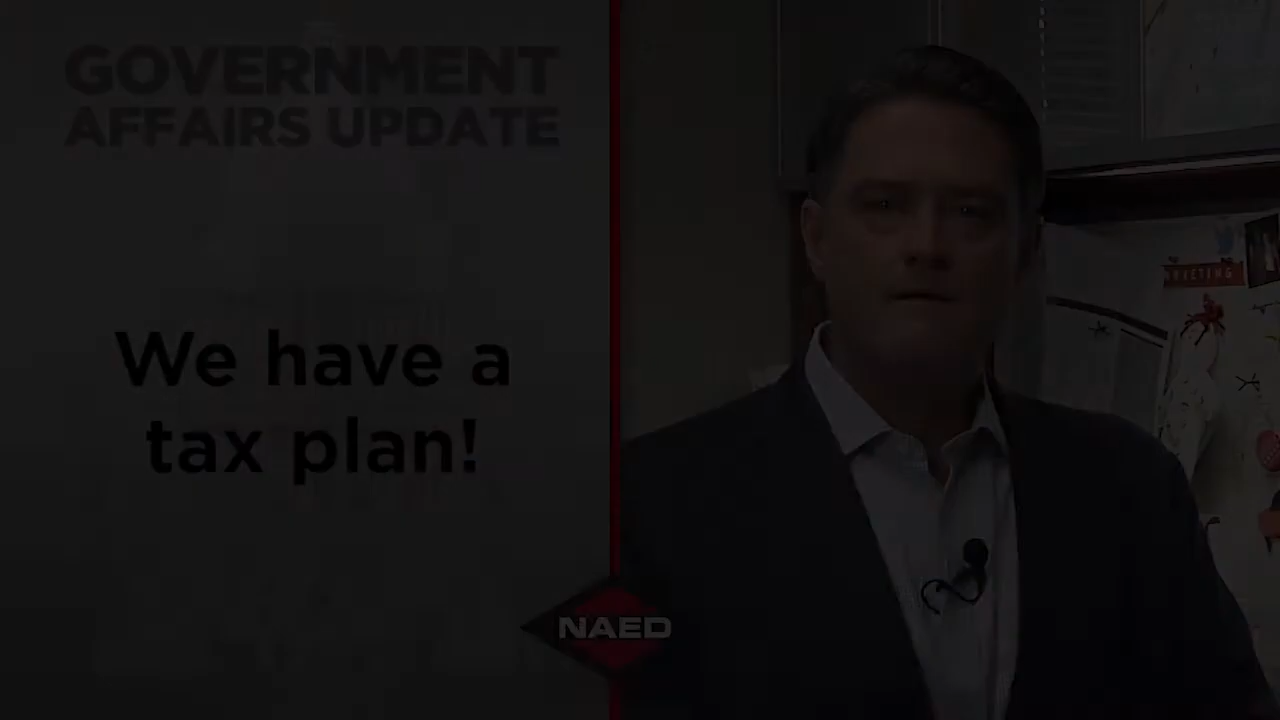 GOVERNMENT
AFFAIRS UPDATE
We have a
tax plan!
NAED